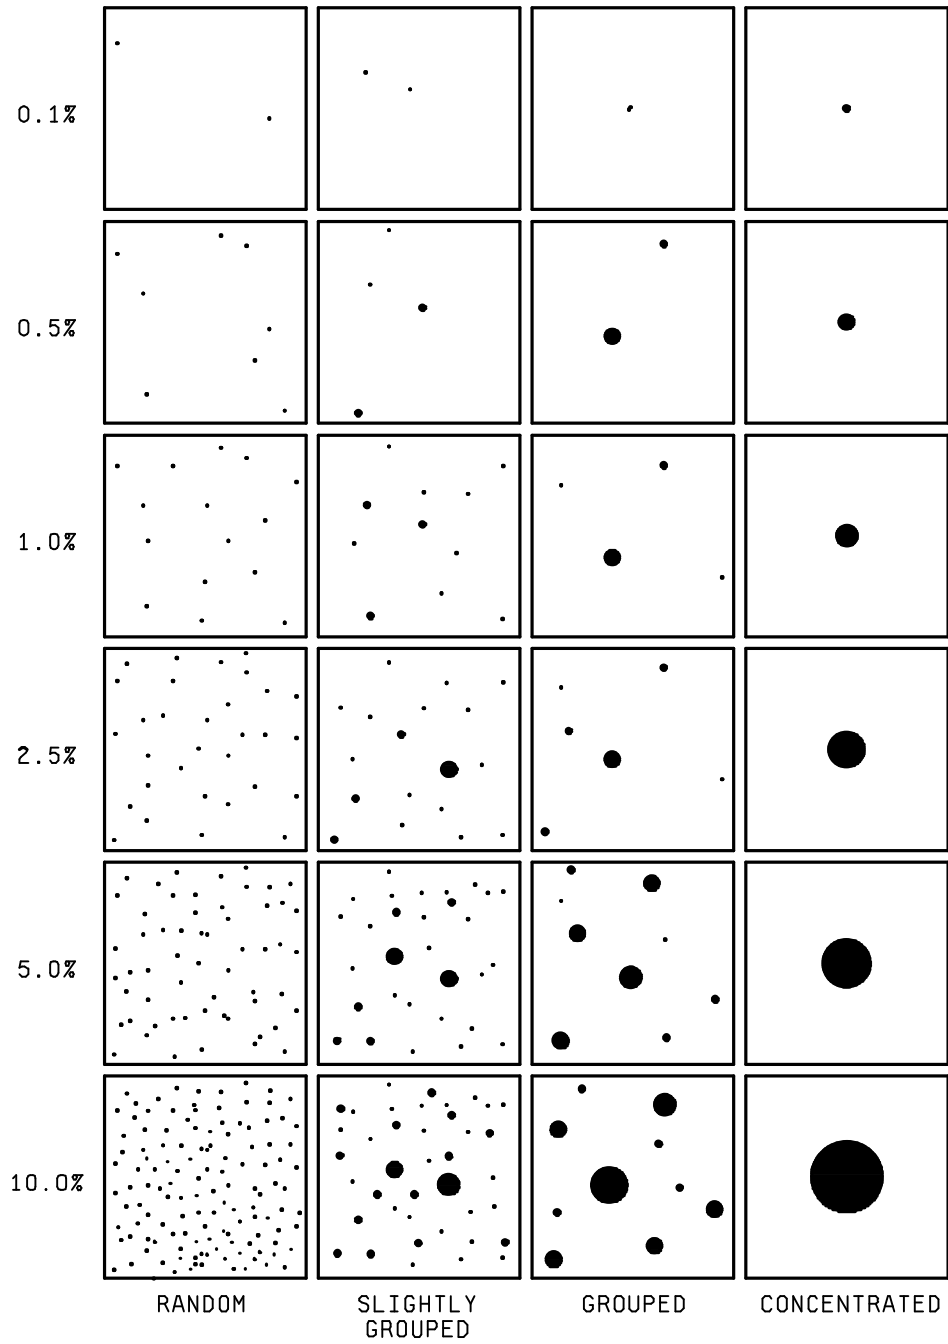 0.1%
0.5%
1.0%
2.5%
5.0%
10.0%
RANDOM
SLIGHTLY
GROUPED
GROUPED
CONCENTRATED